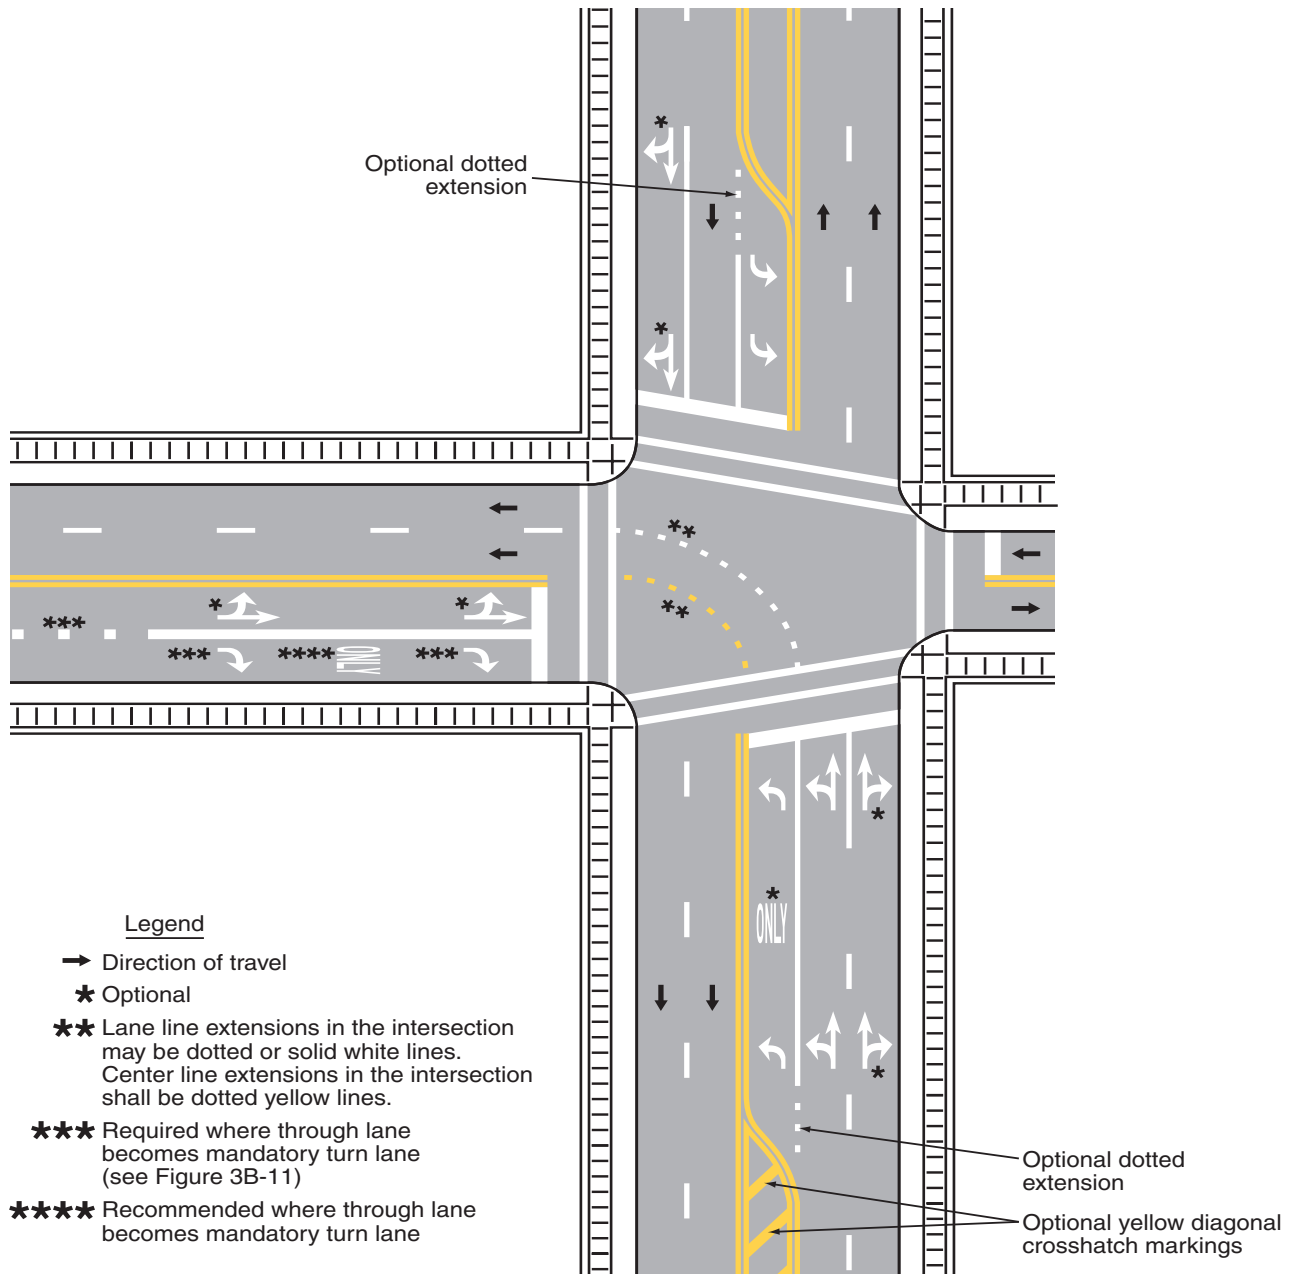 *
Optional dotted
extension
*
**
*
*
***
**
***
****
ONLY
***
*
*
ONLY
*
Legend
Direction of travel
* Optional
** Lane line extensions in the intersection
may be dotted or solid white lines.
Center line extensions in the intersection
shall be dotted yellow lines.
*** Required where through lane
becomes mandatory turn lane
(see Figure 3B-11)
**** Recommended where through lane
becomes mandatory turn lane
Optional dotted
extension
Optional yellow diagonal
crosshatch markings